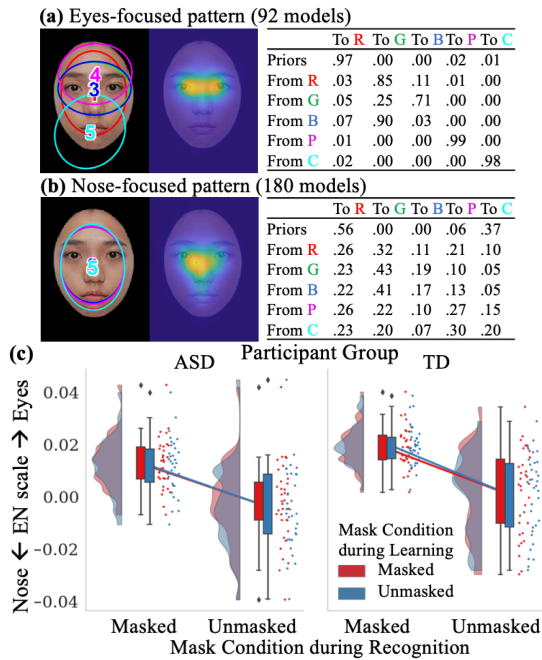 (a) Eyes-focused pattern (92 models)
To R To G To B To P To C
Priors .97 .00 .00 .02 .01
From R .03 .85 .11 .01 .00
From G .05 .25 .71 .00 .00
From B .07 .90 .03 .00 .00
From P .01 .00 .00 .99 .00
From C .02 .00 .00 .00 .98
4
3
5
(b) Nose-focused pattern (180 models)
To R To G To B To P To C
Priors .56 .00 .00 .06 .37
From R .26 .32 .11 .21 .10
From G .23 .43 .19 .10 .05
From B .22 .41 .17 .13 .05
From P .26 .22 .10 .27 .15
From C .23 .20 .07 .30 .20
5
(c) Participant Group
ASD TD
Nose ← EN scale → Eyes
0.04
0.02
0.00
−0.02
−0.04
Mask Condition
during Learning
Masked
Unmasked
Masked Unmasked Masked Unmasked
Mask Condition during Recognition